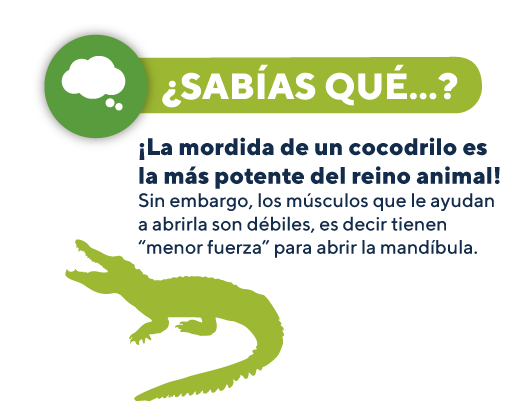 ¿SABÍAS QUÉ...?
¡La mordida de un cocodrilo es
la más potente del reino animal!
Sin embargo, los músculos que le ayudan
a abrirla son débiles, es decir tienen
“menor fuerza” para abrir la mandíbula.